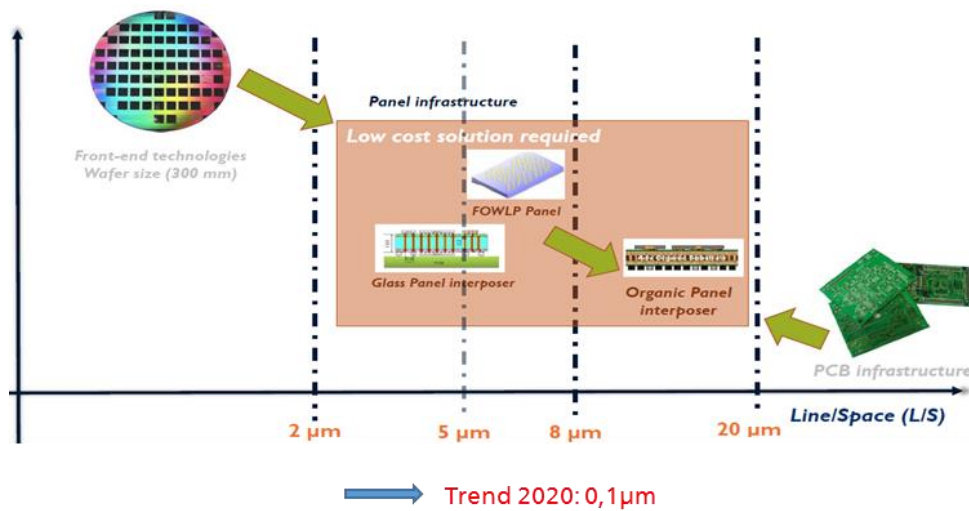 Panel infrastructure
Low cost solution required
Front-end technologies
Wafer size (300 mm)
FOWLP Panel
Glass Panel interposer
Organic Panel
interposer
PCB infrastructure
Line/Space (L/S)
2 µm
5 µm
8 µm
20 µm
Trend 2020: 0,1µm